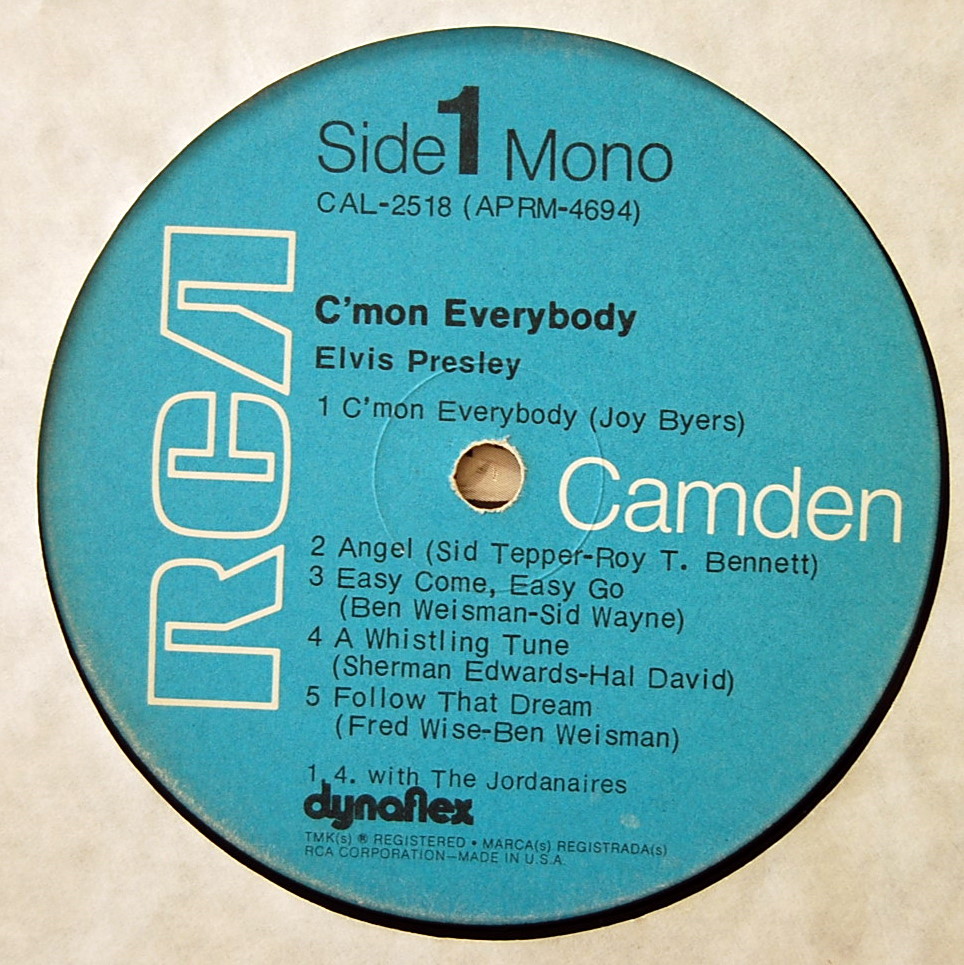 Side 1 Mono
CAL-2518 (APRM-4694)
RCA
C'mon Everybody
Elvis Presley
1 C'mon Everybody (Joy Byers)
Camden
2 Angel (Sid Tepper-Roy T. Bennett)
3 Easy Come, Easy Go
(Ben Weisman-Sid Wayne)
4 A Whistling Tune
(Sherman Edwards-Hal David)
5 Follow That Dream
(Fred Wise-Ben Weisman)
1, 4. with The Jordanaires
dynaflex
TMK(s) ® REGISTERED • MARCA(s) REGISTRADA(s)
RCA CORPORATION—MADE IN U.S.A.